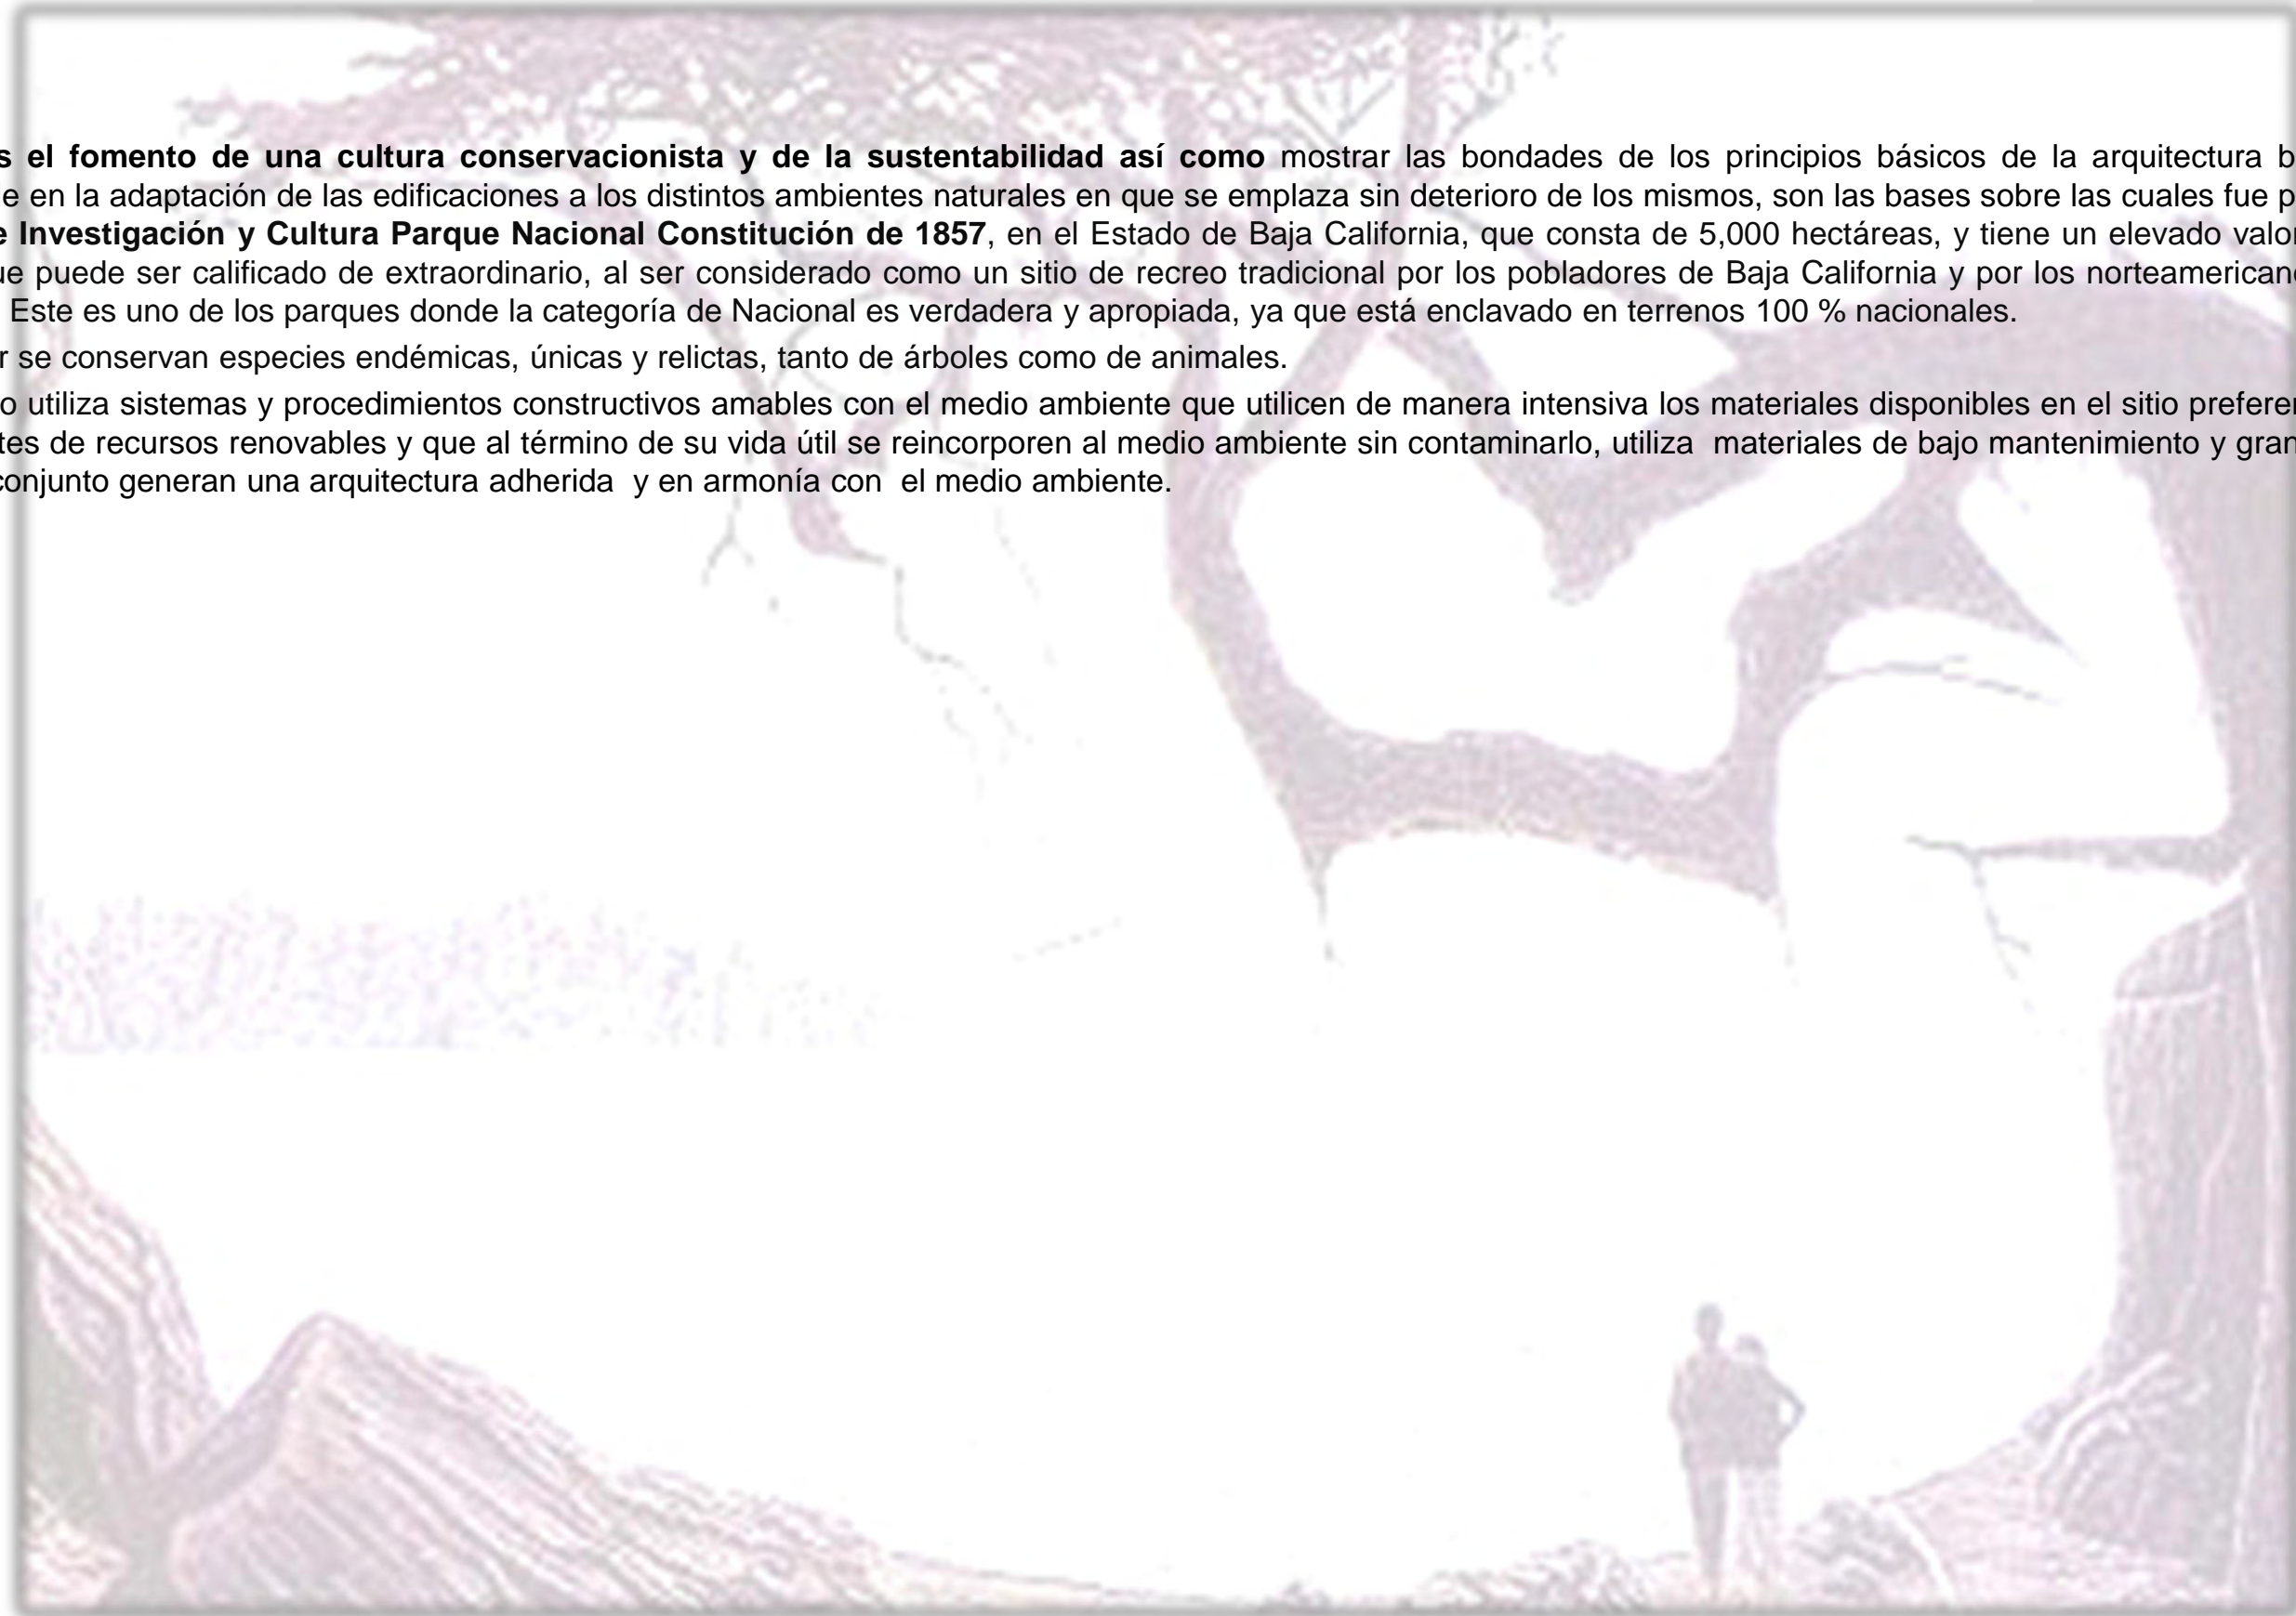 s el fomento de una cultura conservacionista y de la sustentabilidad así como mostrar las bondades de los principios básicos de la arquitectura b
e en la adaptación de las edificaciones a los distintos ambientes naturales en que se emplaza sin deterioro de los mismos, son las bases sobre las cuales fue p
e Investigación y Cultura Parque Nacional Constitución de 1857, en el Estado de Baja California, que consta de 5,000 hectáreas, y tiene un elevado valor
ue puede ser calificado de extraordinario, al ser considerado como un sitio de recreo tradicional por los pobladores de Baja California y por los norteamerican
Este es uno de los parques donde la categoría de Nacional es verdadera y apropiada, ya que está enclavado en terrenos 100 % nacionales.
r se conservan especies endémicas, únicas y relictas, tanto de árboles como de animales.
o utiliza sistemas y procedimientos constructivos amables con el medio ambiente que utilicen de manera intensiva los materiales disponibles en el sitio preferen
tes de recursos renovables y que al término de su vida útil se reincorporen al medio ambiente sin contaminarlo, utiliza  materiales de bajo mantenimiento y gran
conjunto generan una arquitectura adherida  y en armonía con  el medio ambiente.